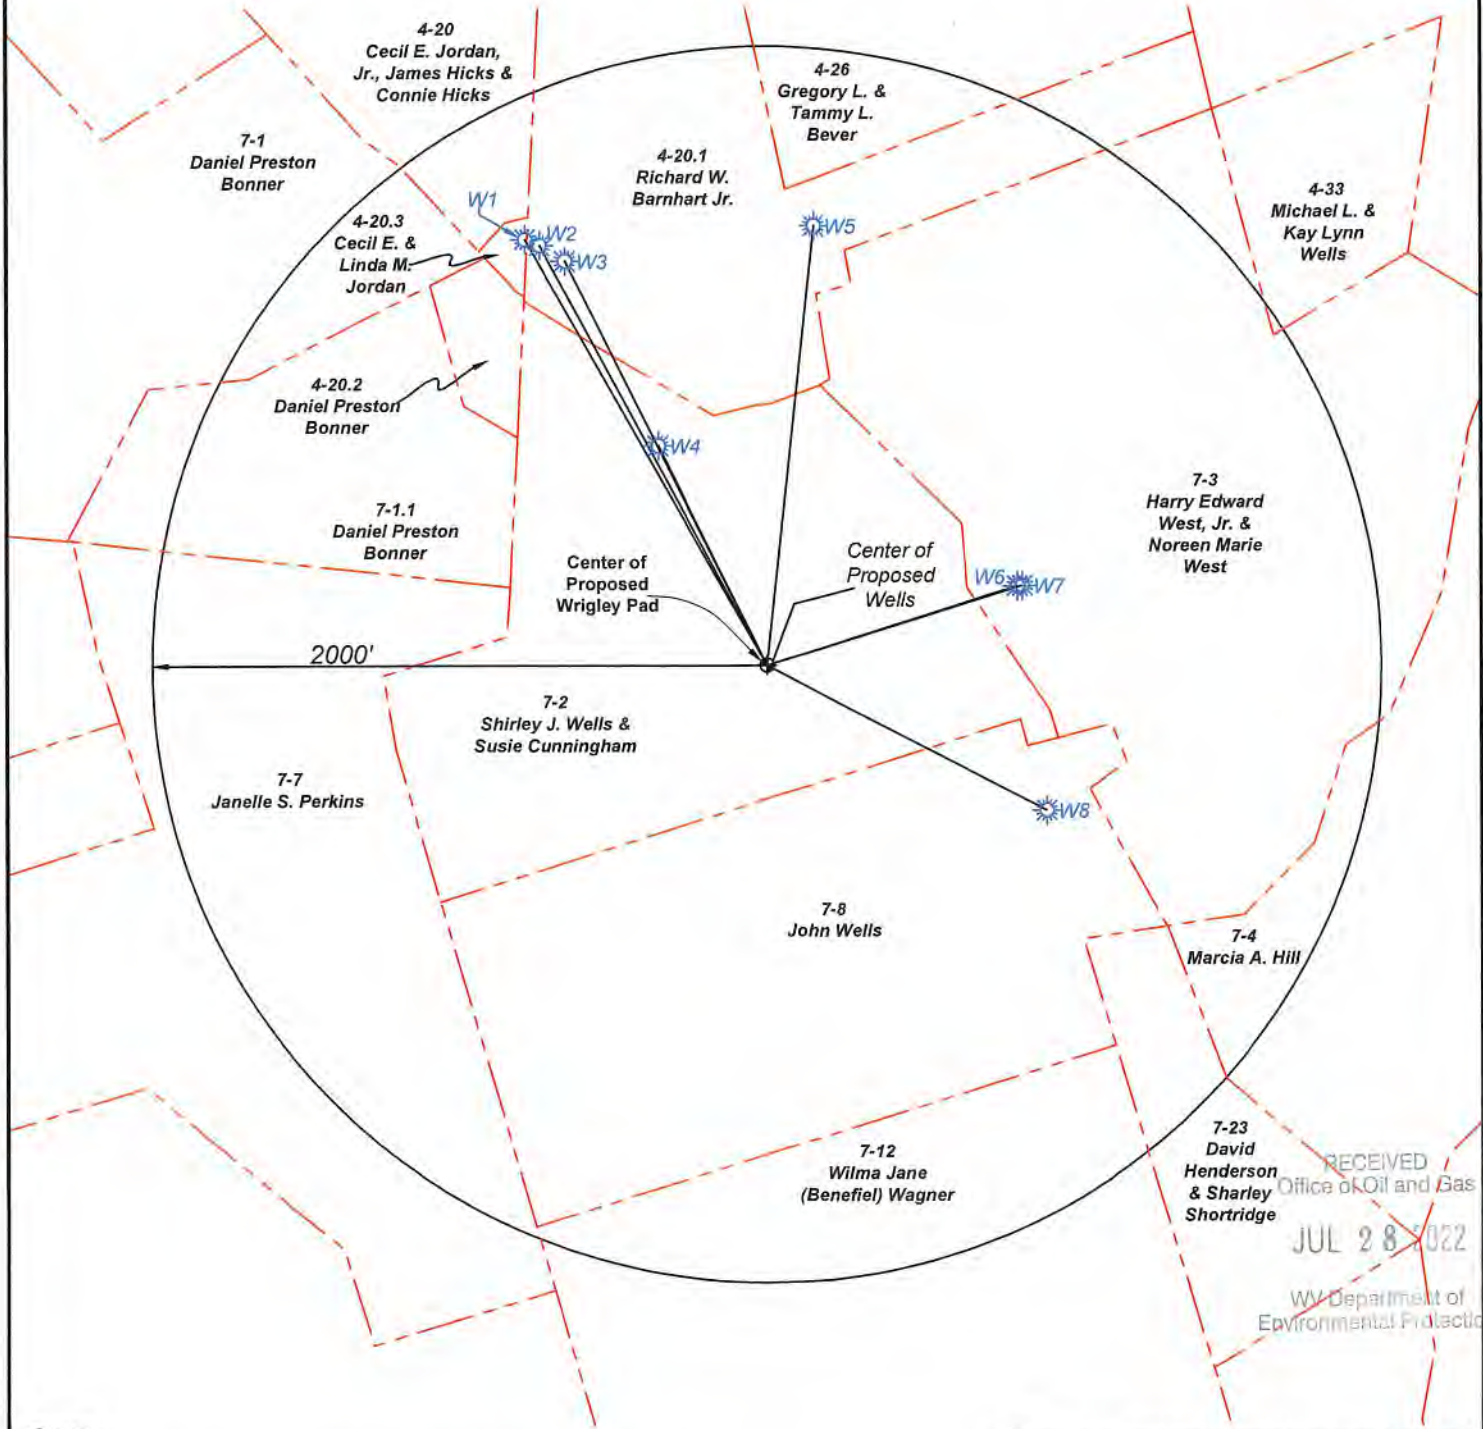 4-20
Cecil E. Jordan,
Jr., James Hicks &
Connie Hicks
4-26
Gregory L. &
Tammy L.
Bever
7-1
Daniel Preston
Bonner
4-20.1
Richard W.
Barnhart Jr.
4-33
Michael L. &
Kay Lynn
Wells
W1
W2
W3
W5
4-20.3
Cecil E. &
Linda M.
Jordan
4-20.2
Daniel Preston
Bonner
W4
7-3
Harry Edward
West, Jr. &
Noreen Marie
West
7-1.1
Daniel Preston
Bonner
Center of
Proposed
Wrigley Pad
Center of
Proposed
Wells
W6
W7
2000'
7-2
Shirley J. Wells &
Susie Cunningham
7-7
Janelle S. Perkins
W8
7-8
John Wells
7-4
Marcia A. Hill
7-12
Wilma Jane
(Benefiel) Wagner
7-23
David
Henderson
& Sharley
Shortridge
RECEIVED
Office of Oil and Gas
JUL 28 2022
WV Department of
Environmental Protectio